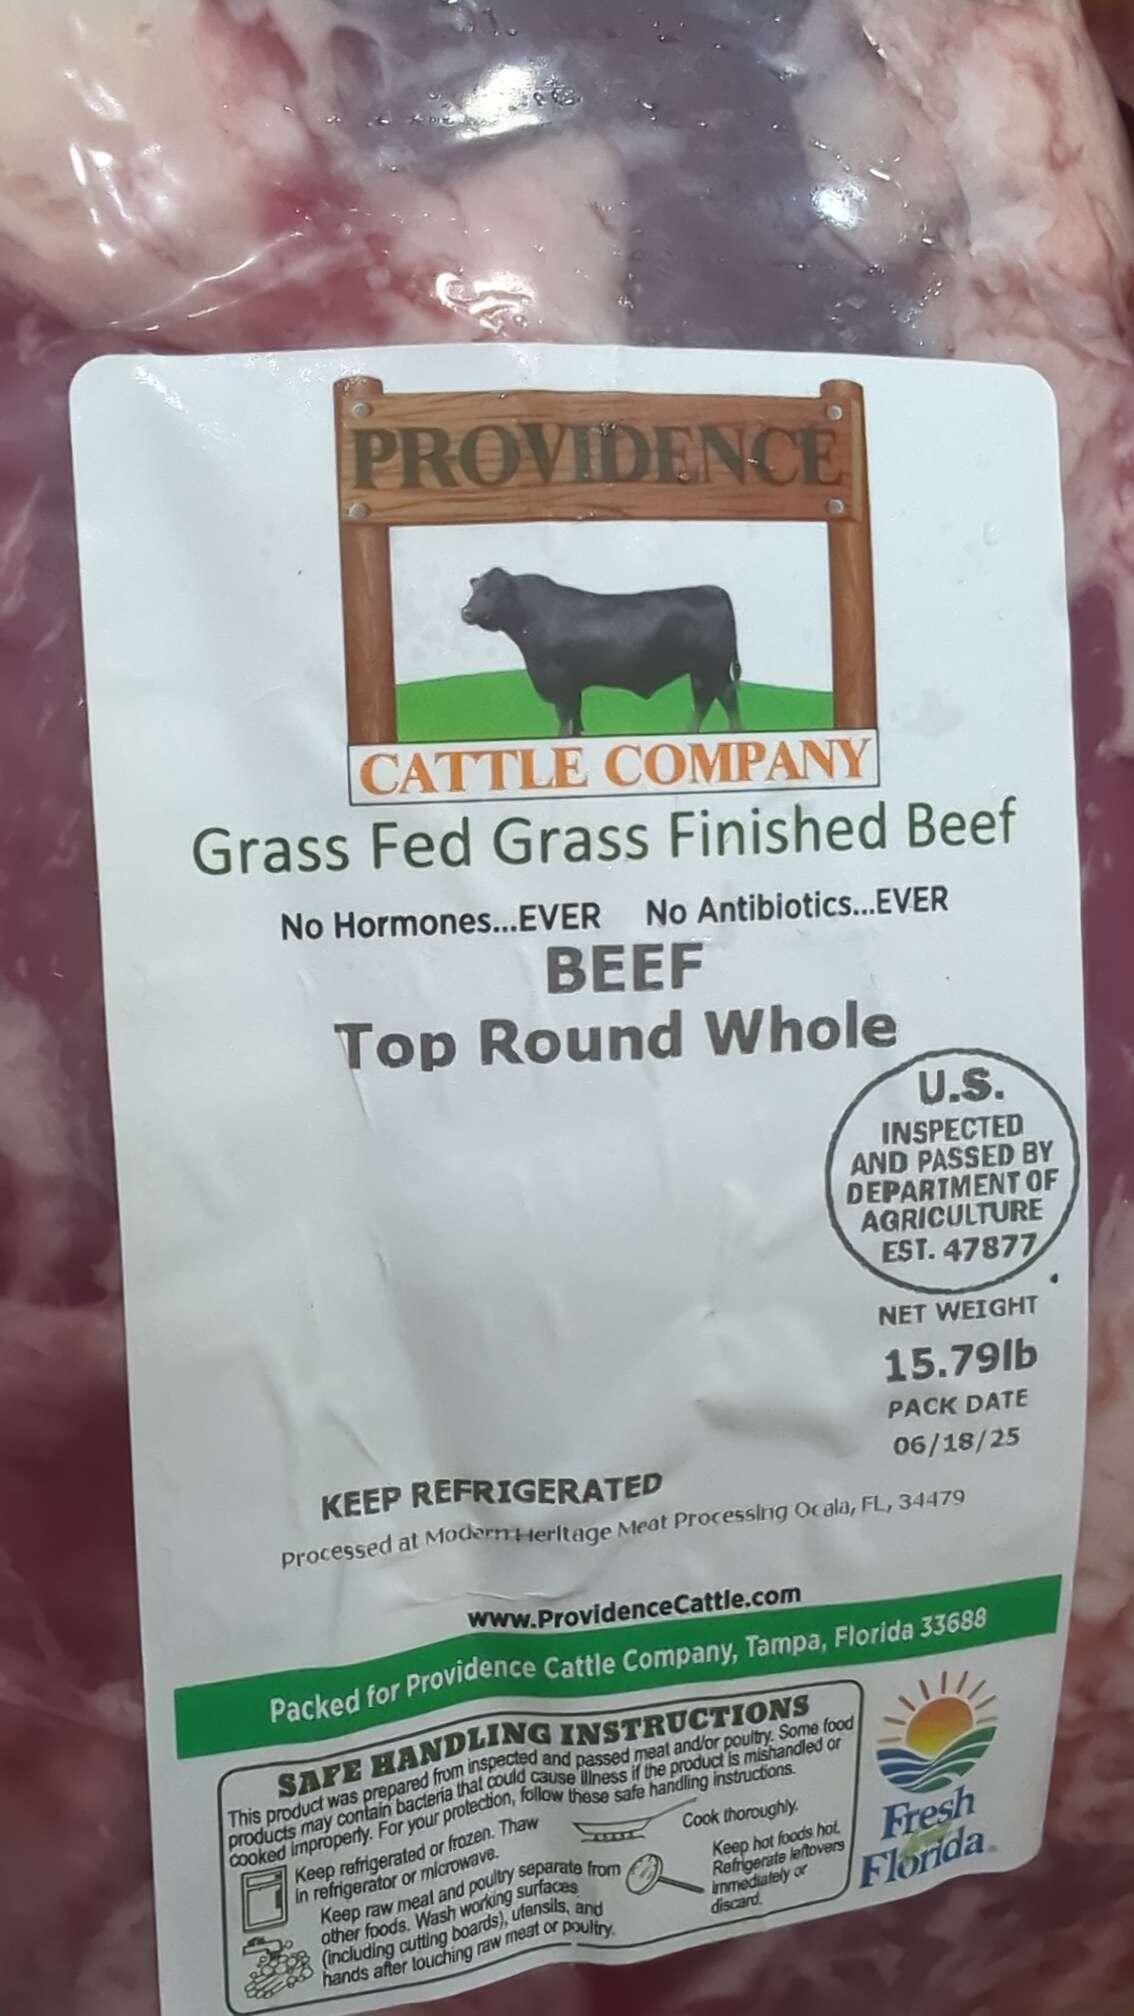 PROVIDENCE
CATTLE COMPANY
Grass Fed Grass Finished Beef
No Hormones...EVER No Antibiotics...EVER
BEEF
Top Round Whole
U.S.
INSPECTED
AND PASSED BY
DEPARTMENT OF
AGRICULTURE
EST. 47877
NET WEIGHT
15.79lb
PACK DATE
06/18/25
KEEP REFRIGERATED
Processed at Modern Heritage Meat Processing Ocala, FL, 34479
www.ProvidenceCattle.com
Packed for Providence Cattle Company, Tampa, Florida 33688
SAFE HANDLING INSTRUCTIONS
This product was prepared from inspected and passed meat and/or poultry. Some food
products may contain bacteria that could cause illness if the product is mishandled or
cooked improperly. For your protection, follow these safe handling instructions.
Keep refrigerated or frozen. Thaw
in refrigerator or microwave.
Keep raw meat and poultry separate from
other foods. Wash working surfaces
(including cutting boards), utensils, and
hands after touching raw meat or poultry.
Cook thoroughly.
Keep hot foods hot.
Refrigerate leftovers
immediately or
discard.
Fresh
Florida